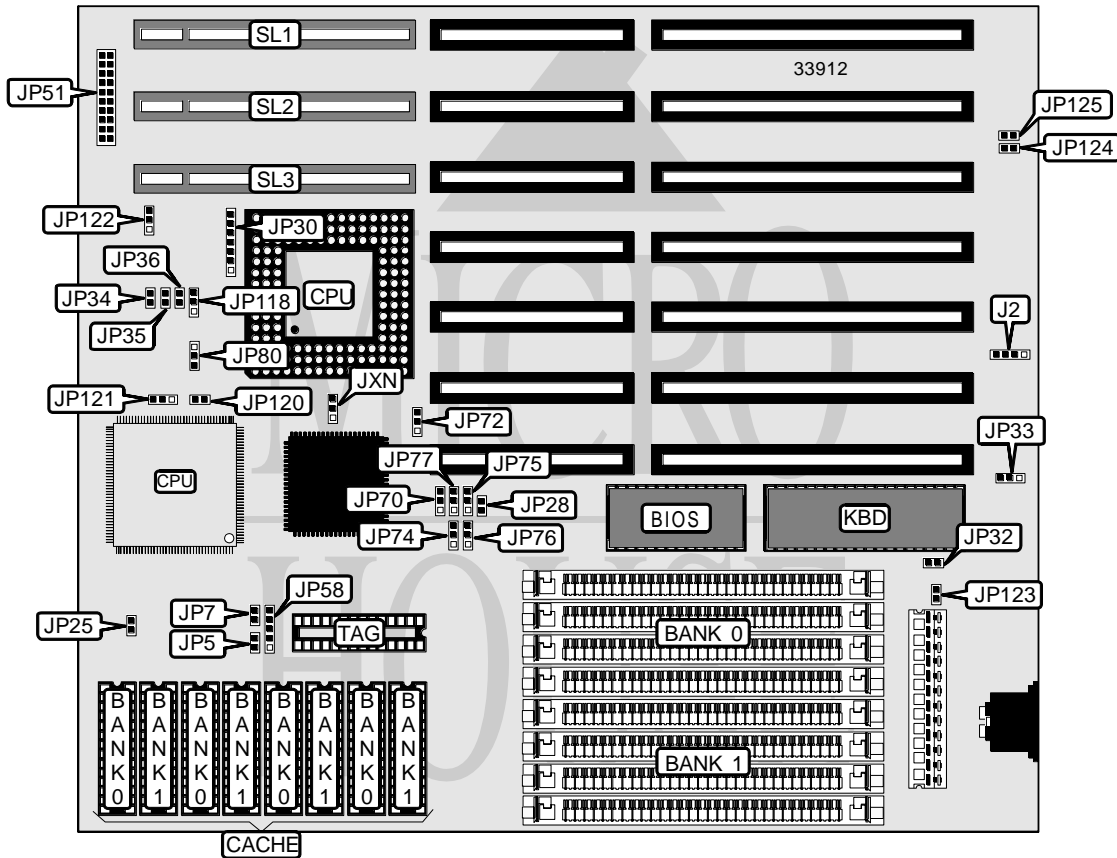 SL1
33912
JP51
SL2
JP125
JP124
SL3
JP122
JP30
JP36
CPU
JP34
JP118
JP35
J2
JP80
JXN
JP121
JP120
JP72
JP33
JP77
JP75
CPU
JP70
JP28
BIOS
KBD
JP74
JP76
JP32
JP58
JP7
JP123
JP25
TAG
BANK 0
JP5
BANK0
BANK1
BANK0
BANK1
BANK0
BANK1
BANK0
BANK1
BANK 1
CACHE
MICRO
HOUSE